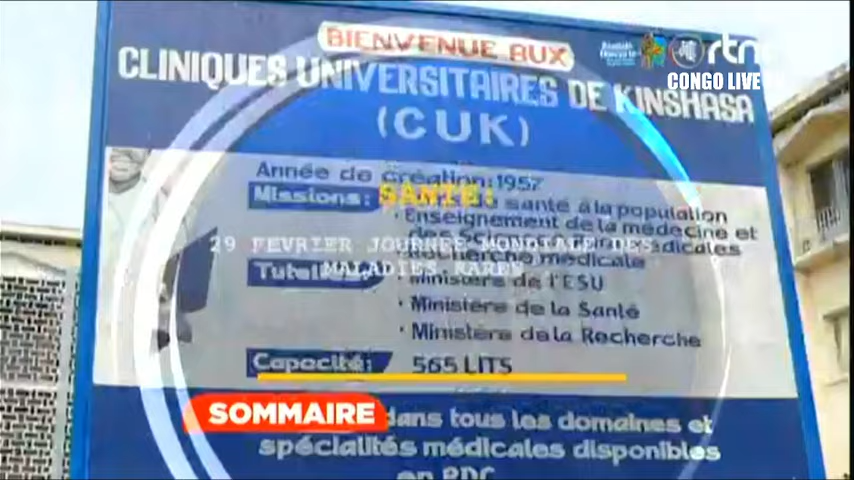 BIENVENUE AUX
rtnc
CONGO LIVE
CLINIQUES UNIVERSITAIRES DE KINSHASA
(CUK)
Année de création: 1957
Missions:
santé à la population
• Enseignement de la médecine et
des
médicales
• Recherche médicale
SANTE:
29 FEVRIER JOURNEE MONDIALE DES
MALADIES RARES
• Ministère de l'ESU
• Ministère de la Santé
• Ministère de la Recherche
Capacité: 565 LITS
SOMMAIRE
dans tous les domaines et
spécialités médicales disponibles
en RDC